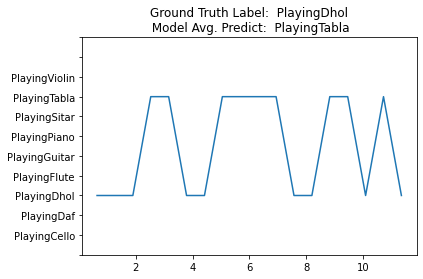 Ground Truth Label:  PlayingDhol
Model Avg. Predict:  PlayingTabla
PlayingViolin
PlayingTabla
PlayingSitar
PlayingPiano
PlayingGuitar
PlayingFlute
PlayingDhol
PlayingDaf
PlayingCello
2 4 6 8 10